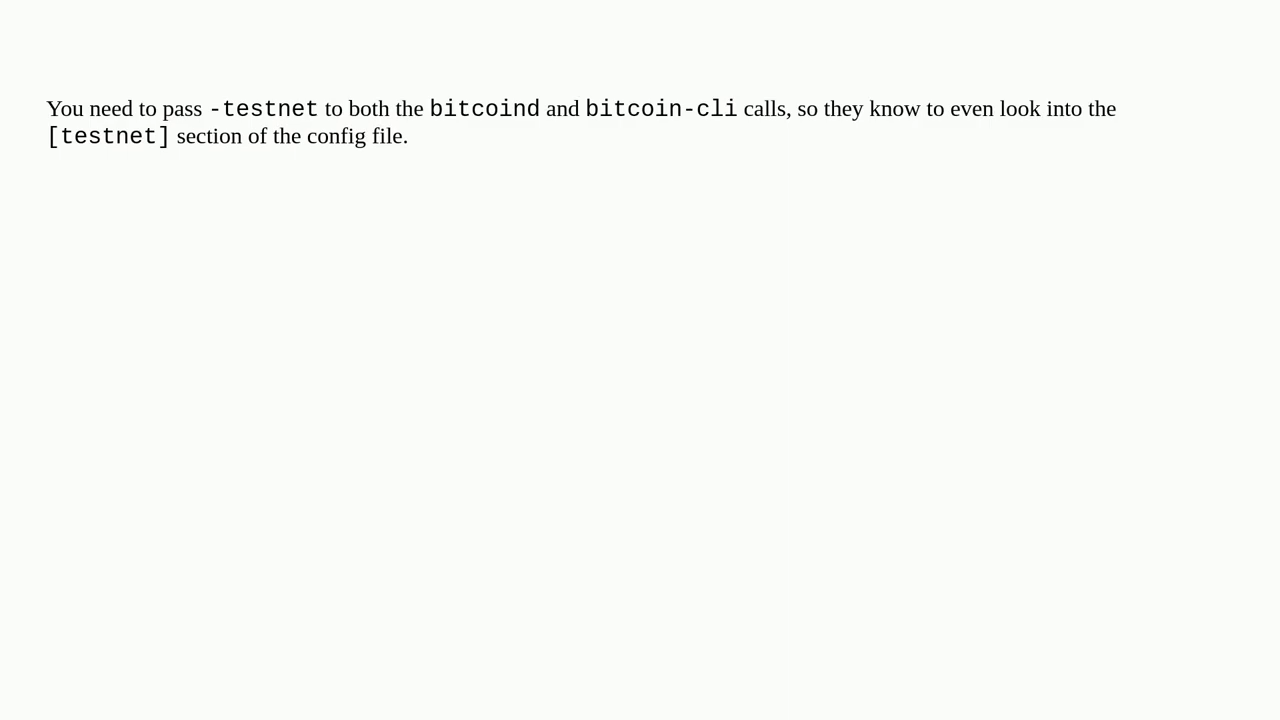 You need to pass -testnet to both the bitcoind and bitcoin-cli calls, so they know to even look into the
[testnet] section of the config file.